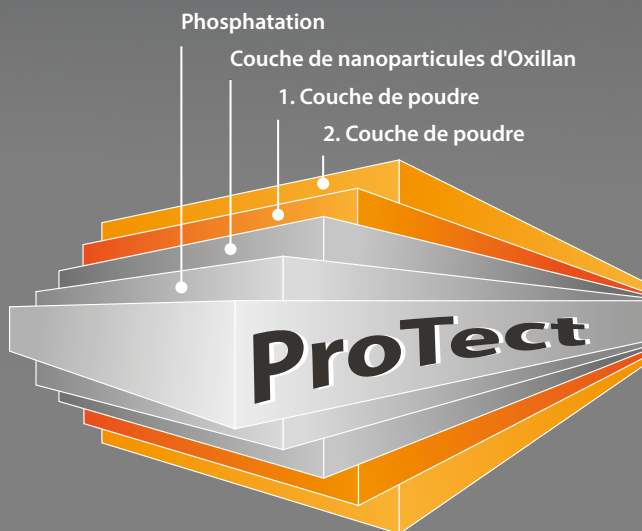 Phosphatation
Couche de nanoparticules d'Oxillan
1. Couche de poudre
2. Couche de poudre
ProTect